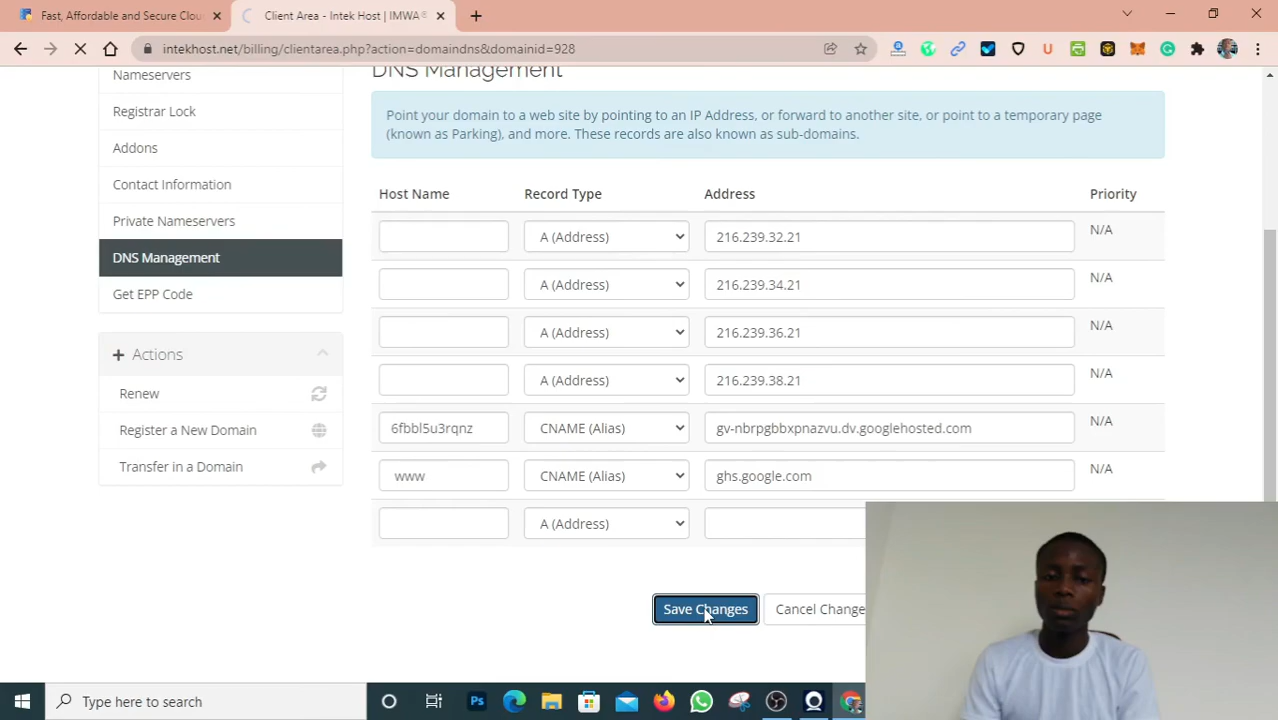 Fast, Affordable and Secure Clou
Client Area - Intek Host | IMWA®
intekhost.net/billing/clientarea.php?action=domaindns&domainid=928
Nameservers
Registrar Lock
Addons
Contact Information
Private Nameservers
DNS Management
Get EPP Code
Actions
Renew
Register a New Domain
Transfer in a Domain
DNS Management
Point your domain to a web site by pointing to an IP Address, or forward to another site, or point to a temporary page
(known as Parking), and more. These records are also known as sub-domains.
Host Name Record Type Address Priority
A (Address) 216.239.32.21 N/A
A (Address) 216.239.34.21 N/A
A (Address) 216.239.36.21 N/A
A (Address) 216.239.38.21 N/A
6fbbl5u3rqnz CNAME (Alias) gv-nbrpgbbxpnazvu.dv.googlehosted.com N/A
www CNAME (Alias) ghs.google.com N/A
A (Address)
Save Changes Cancel Change
Type here to search
Ps